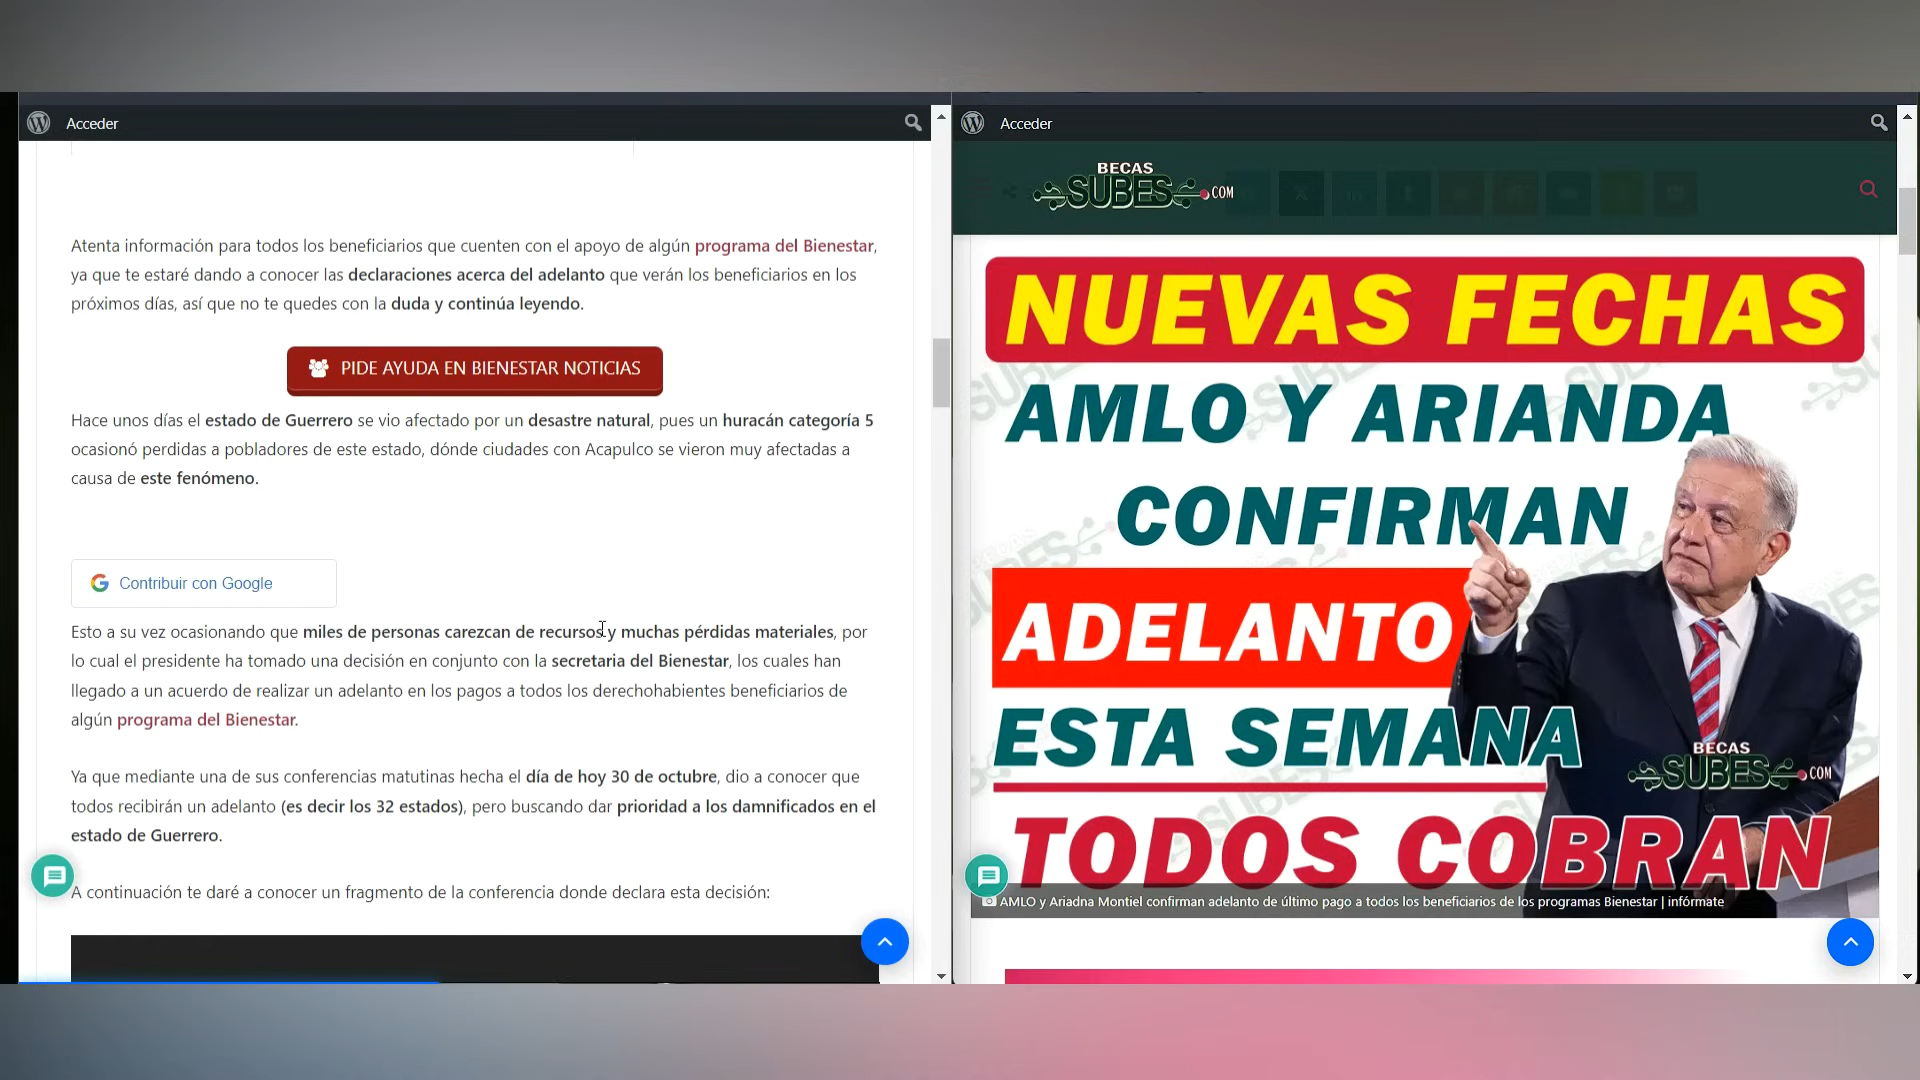 Acceder
Atenta información para todos los beneficiarios que cuenten con el apoyo de algún programa del Bienestar,
ya que te estaré dando a conocer las declaraciones acerca del adelanto que verán los beneficiarios en los
próximos días, así que no te quedes con la duda y continúa leyendo.
PIDE AYUDA EN BIENESTAR NOTICIAS
Hace unos días el estado de Guerrero se vio afectado por un desastre natural, pues un huracán categoría 5
ocasionó perdidas a pobladores de este estado, dónde ciudades con Acapulco se vieron muy afectadas a
causa de este fenómeno.
Contribuir con Google
Esto a su vez ocasionando que miles de personas carezcan de recursos y muchas pérdidas materiales, por
lo cual el presidente ha tomado una decisión en conjunto con la secretaria del Bienestar, los cuales han
llegado a un acuerdo de realizar un adelanto en los pagos a todos los derechohabientes beneficiarios de
algún programa del Bienestar.
Ya que mediante una de sus conferencias matutinas hecha el día de hoy 30 de octubre, dio a conocer que
todos recibirán un adelanto (es decir los 32 estados), pero buscando dar prioridad a los damnificados en el
estado de Guerrero.
A continuación te daré a conocer un fragmento de la conferencia donde declara esta decisión:
Acceder
BECAS
SUBES
.COM
NUEVAS FECHAS
AMLO Y ARIANDA
CONFIRMAN
ADELANTO
ESTA SEMANA
BECAS
SUBES
.COM
TODOS COBRAN
AMLO y Ariadna Montiel confirman adelanto de último pago a todos los beneficiarios de los programas Bienestar | infórmate